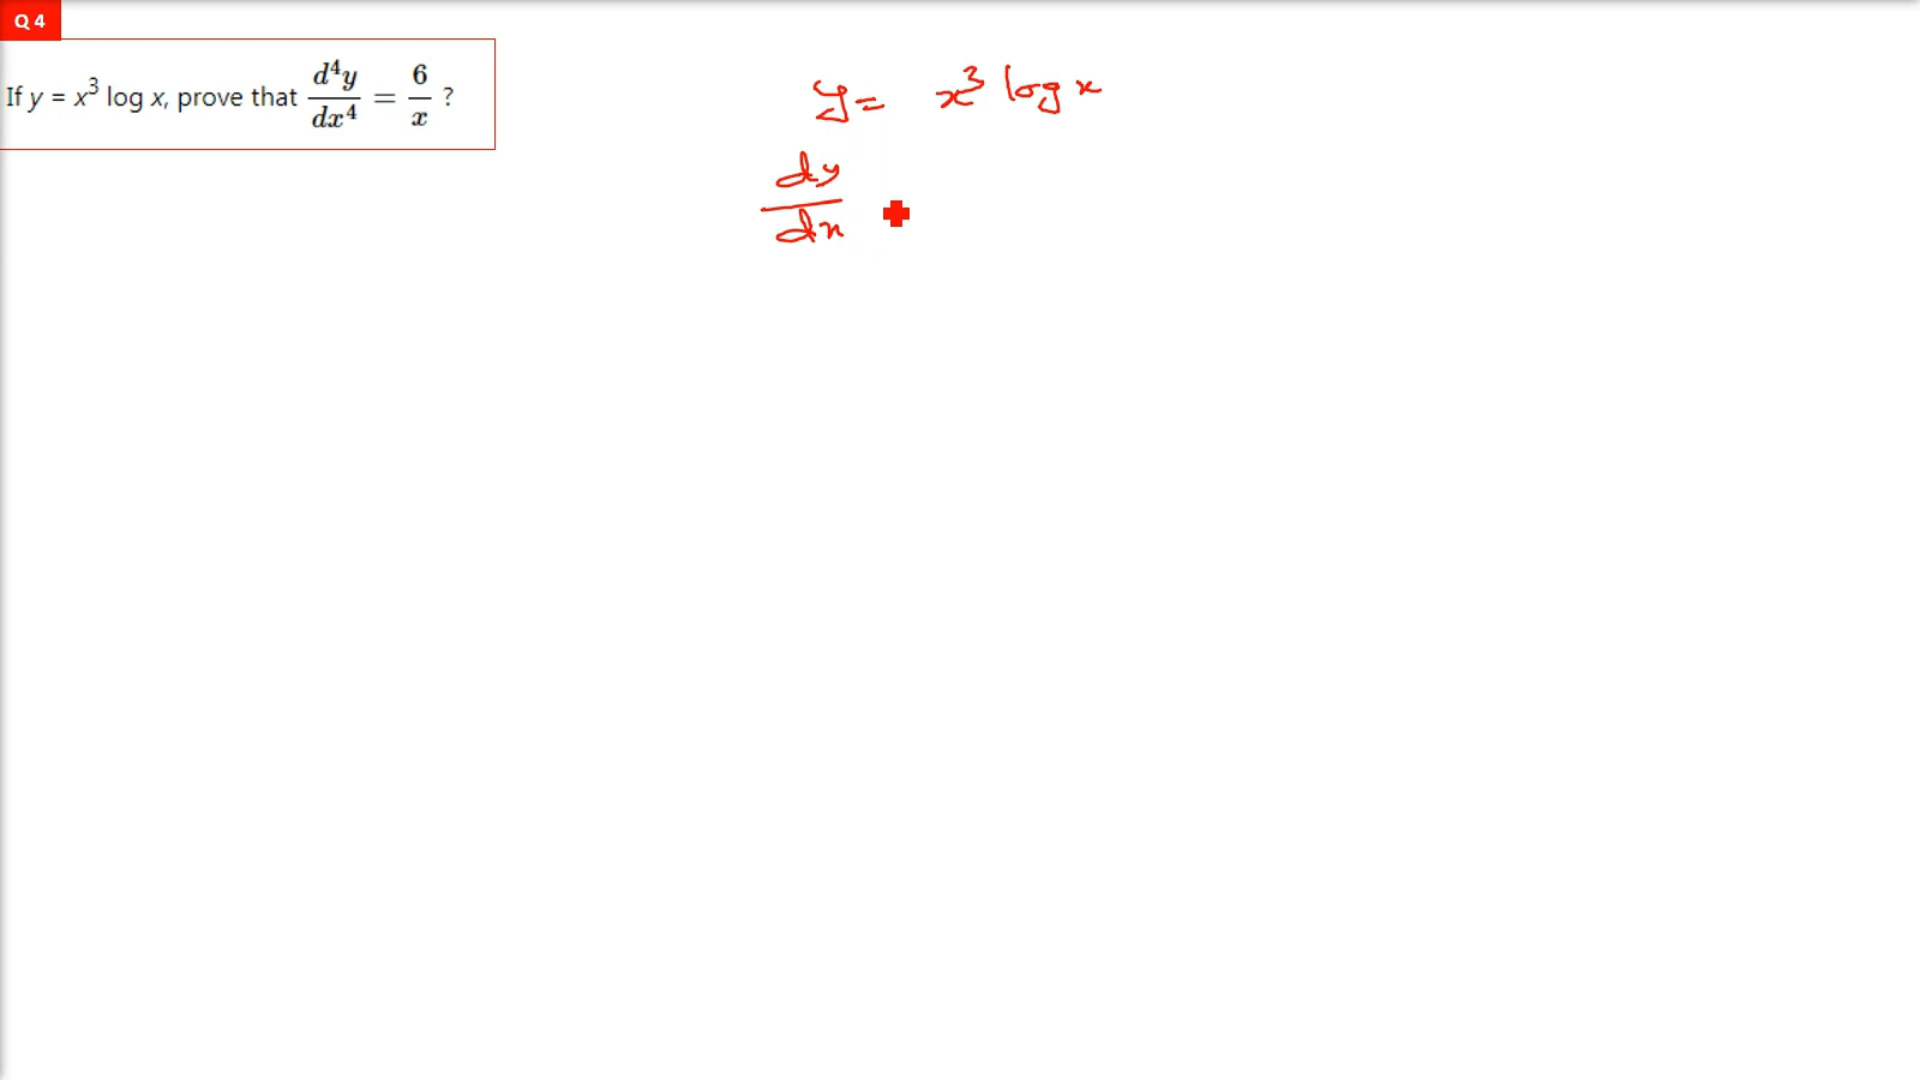 Q 4
If y = x³ log x, prove that d⁴y/dx⁴ = 6/x ?
y = x³ log x
dy/dx